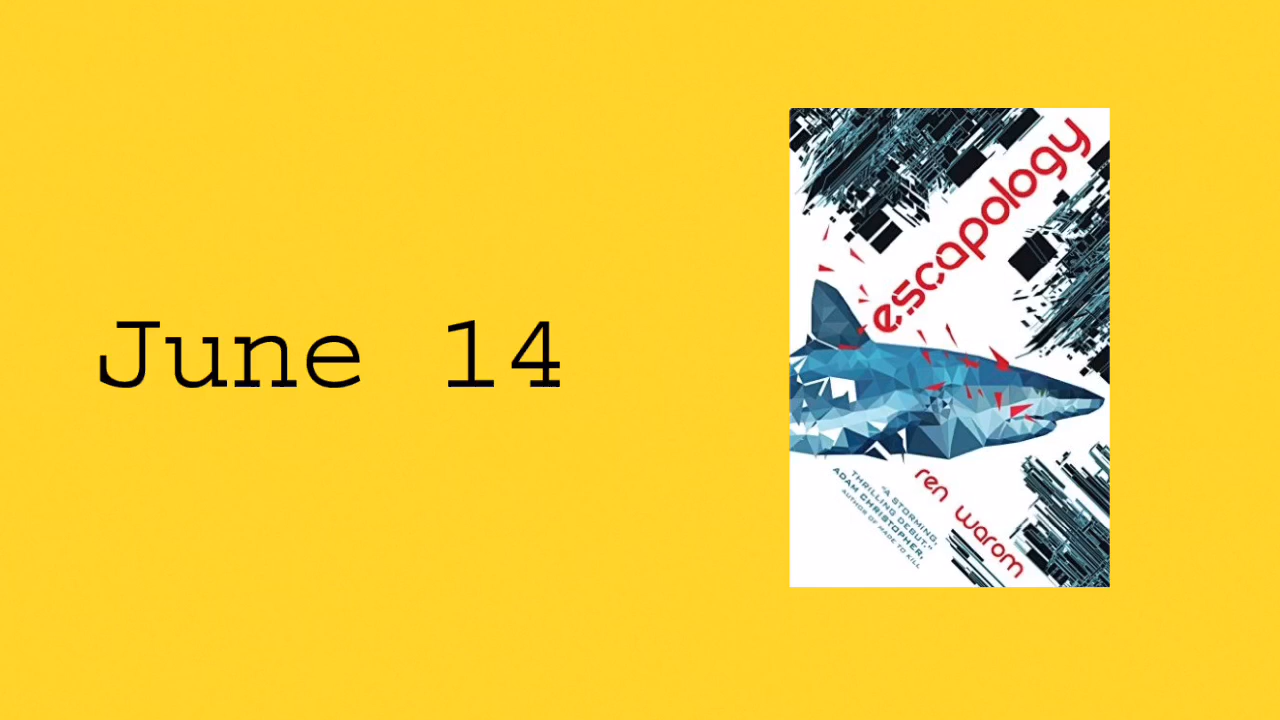 June 14
escapology
ren warom
"A STORMING,
THRILLING DEBUT."
ADAM CHRISTOPHER,
AUTHOR OF MADE TO KILL